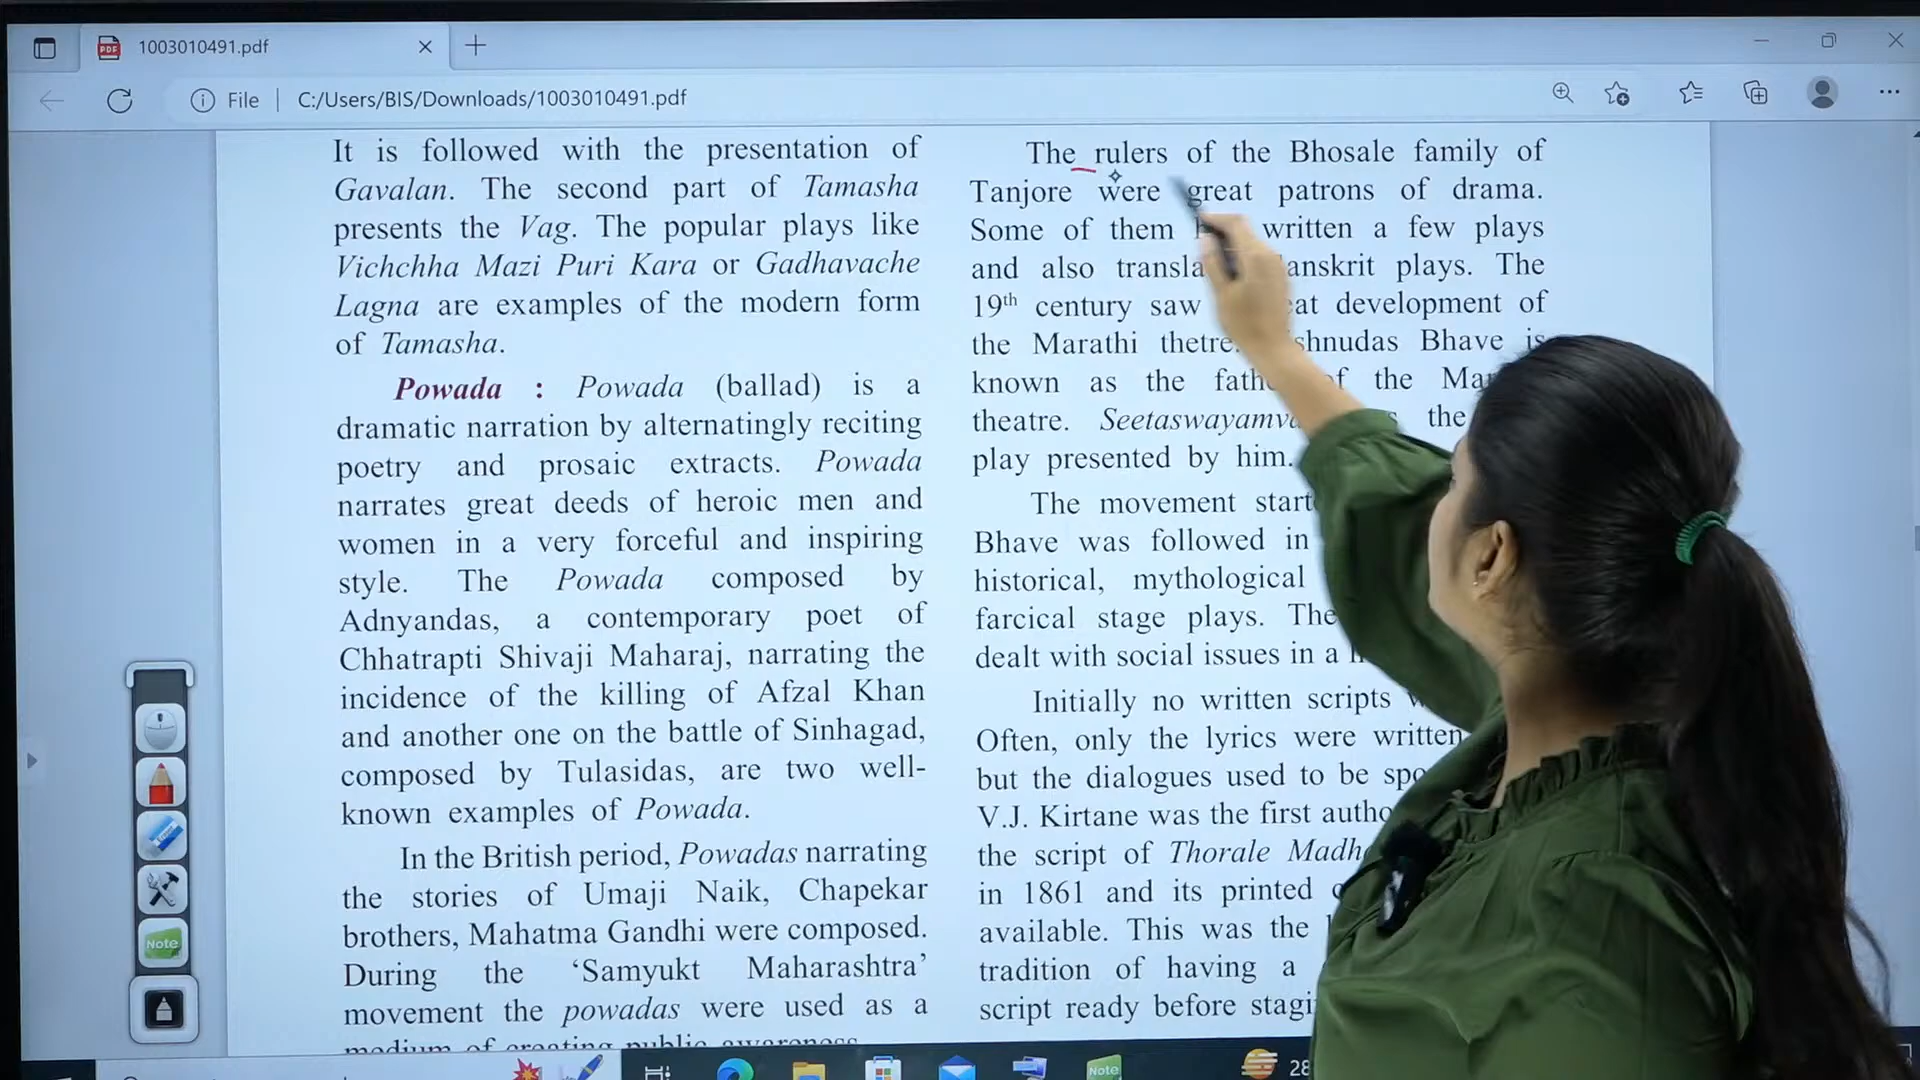 1003010491.pdf
File
C:/Users/BIS/Downloads/1003010491.pdf
It is followed with the presentation of
Gavalan. The second part of Tamasha
presents the Vag. The popular plays like
Vichchha Mazi Puri Kara or Gadhavache
Lagna are examples of the modern form
of Tamasha.
Powada : Powada (ballad) is a
dramatic narration by alternatingly reciting
poetry and prosaic extracts. Powada
narrates great deeds of heroic men and
women in a very forceful and inspiring
style. The Powada composed by
Adnyandas, a contemporary poet of
Chhatrapti Shivaji Maharaj, narrating the
incidence of the killing of Afzal Khan
and another one on the battle of Sinhagad,
composed by Tulasidas, are two well-
known examples of Powada.
In the British period, Powadas narrating
the stories of Umaji Naik, Chapekar
brothers, Mahatma Gandhi were composed.
During the ‘Samyukt Maharashtra’
movement the powadas were used as a
medium of creating public awareness.
The rulers of the Bhosale family of
Tanjore were great patrons of drama.
Some of them written a few plays
and also plays. The
19th century saw development of
the Marathi Bhave is
known as the of the
theatre. the
play presented by him.
The movement
Bhave was followed in
historical, mythological
farcical stage plays. The
dealt with social issues in a
Initially no written scripts
Often, only the lyrics were written
but the dialogues used to be
V.J. Kirtane was the first
the script of Thorale
in 1861 and its printed
available. This was the
tradition of having a
script ready before
Note
Note
28